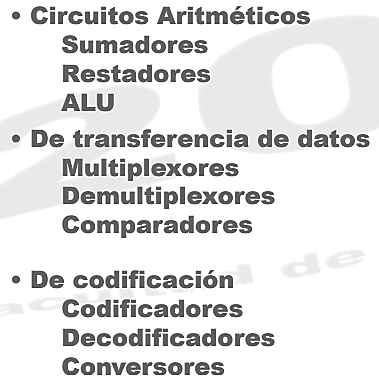 • Circuitos Aritméticos
Sumadores
Restadores
ALU
• De transferencia de datos
Multiplexores
Demultiplexores
Comparadores
• De codificación
Codificadores
Decodificadores
Conversores